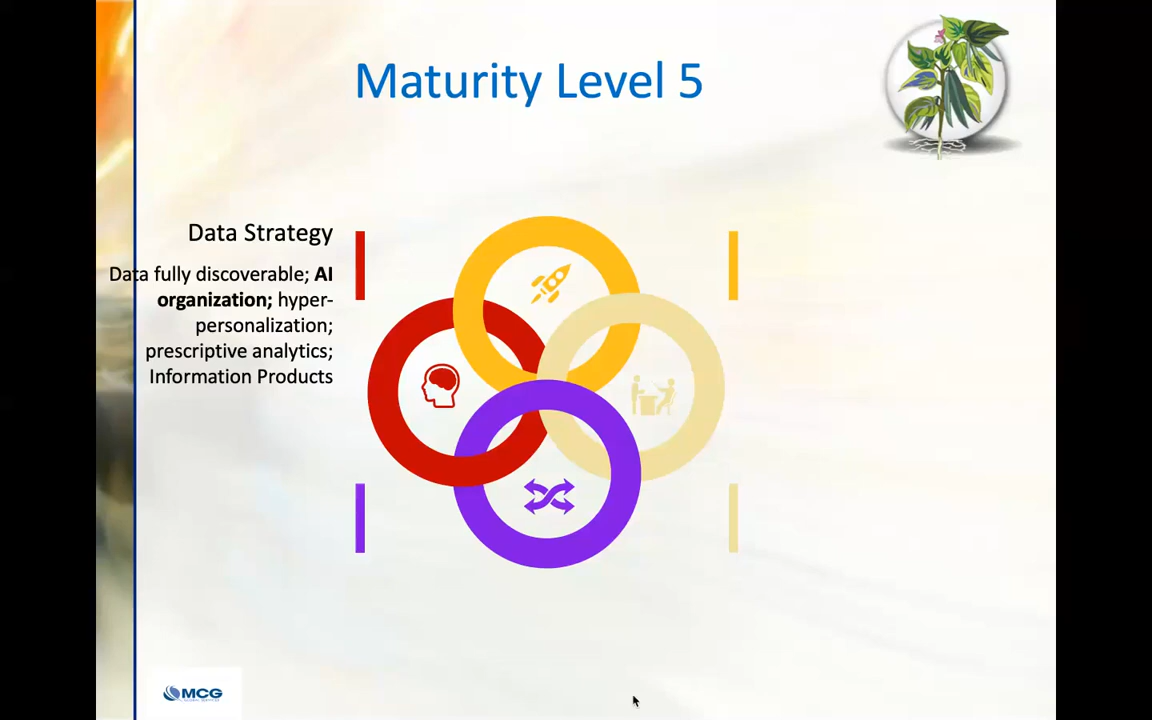 Maturity Level 5
Data Strategy
Data fully discoverable; AI
organization; hyper-
personalization;
prescriptive analytics;
Information Products
MCG